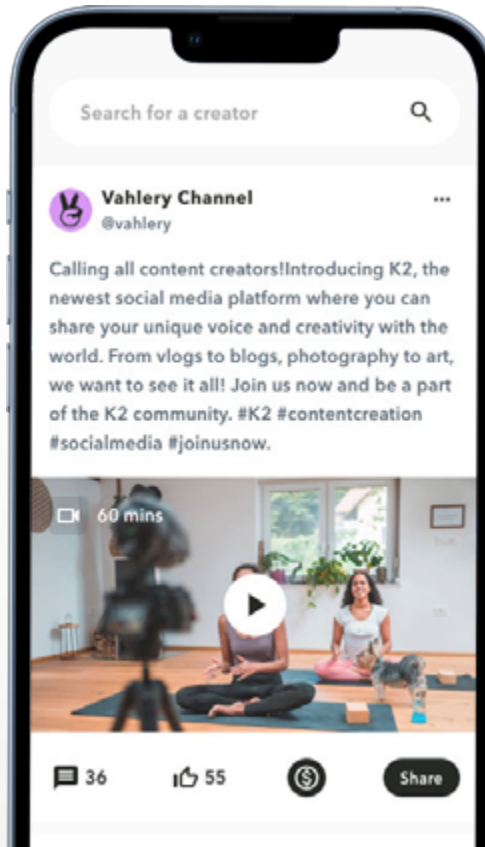 Search for a creator
Vahlery Channel
@vahlery
Calling all content creators!Introducing K2, the
newest social media platform where you can
share your unique voice and creativity with the
world. From vlogs to blogs, photography to art,
we want to see it all! Join us now and be a part
of the K2 community. #K2 #contentcreation
#socialmedia #joinusnow.
60 mins
36
55
Share